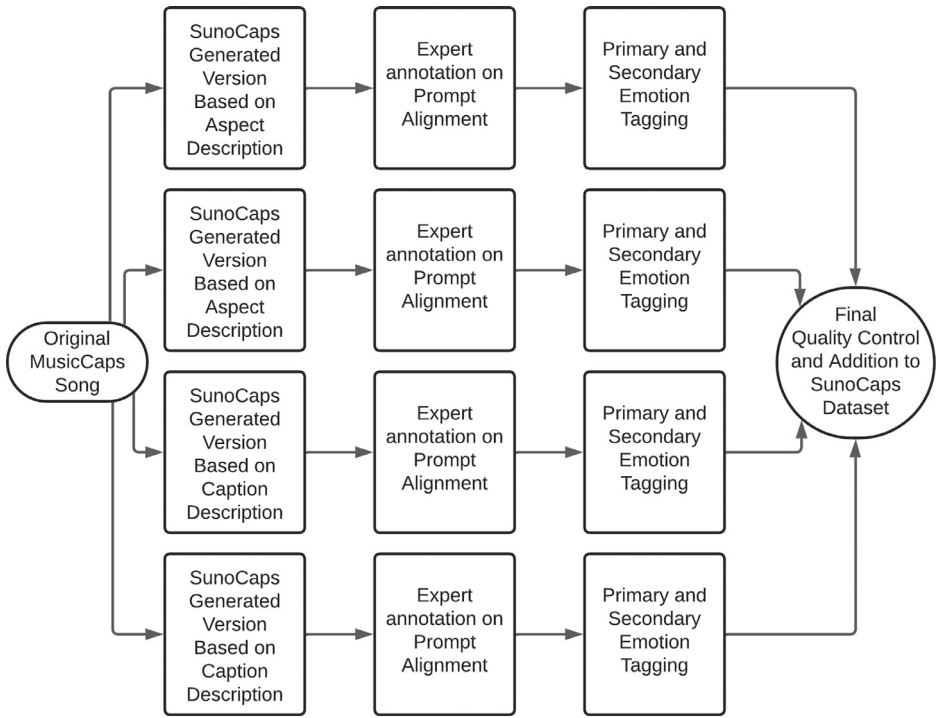 SunoCaps
Generated
Version
Based on
Aspect
Description
Expert
annotation on
Prompt
Alignment
Primary and
Secondary
Emotion
Tagging
SunoCaps
Generated
Version
Based on
Aspect
Description
Expert
annotation on
Prompt
Alignment
Primary and
Secondary
Emotion
Tagging
Original
MusicCaps
Song
Final
Quality Control
and Addition to
SunoCaps
Dataset
SunoCaps
Generated
Version
Based on
Caption
Description
Expert
annotation on
Prompt
Alignment
Primary and
Secondary
Emotion
Tagging
SunoCaps
Generated
Version
Based on
Caption
Description
Expert
annotation on
Prompt
Alignment
Primary and
Secondary
Emotion
Tagging